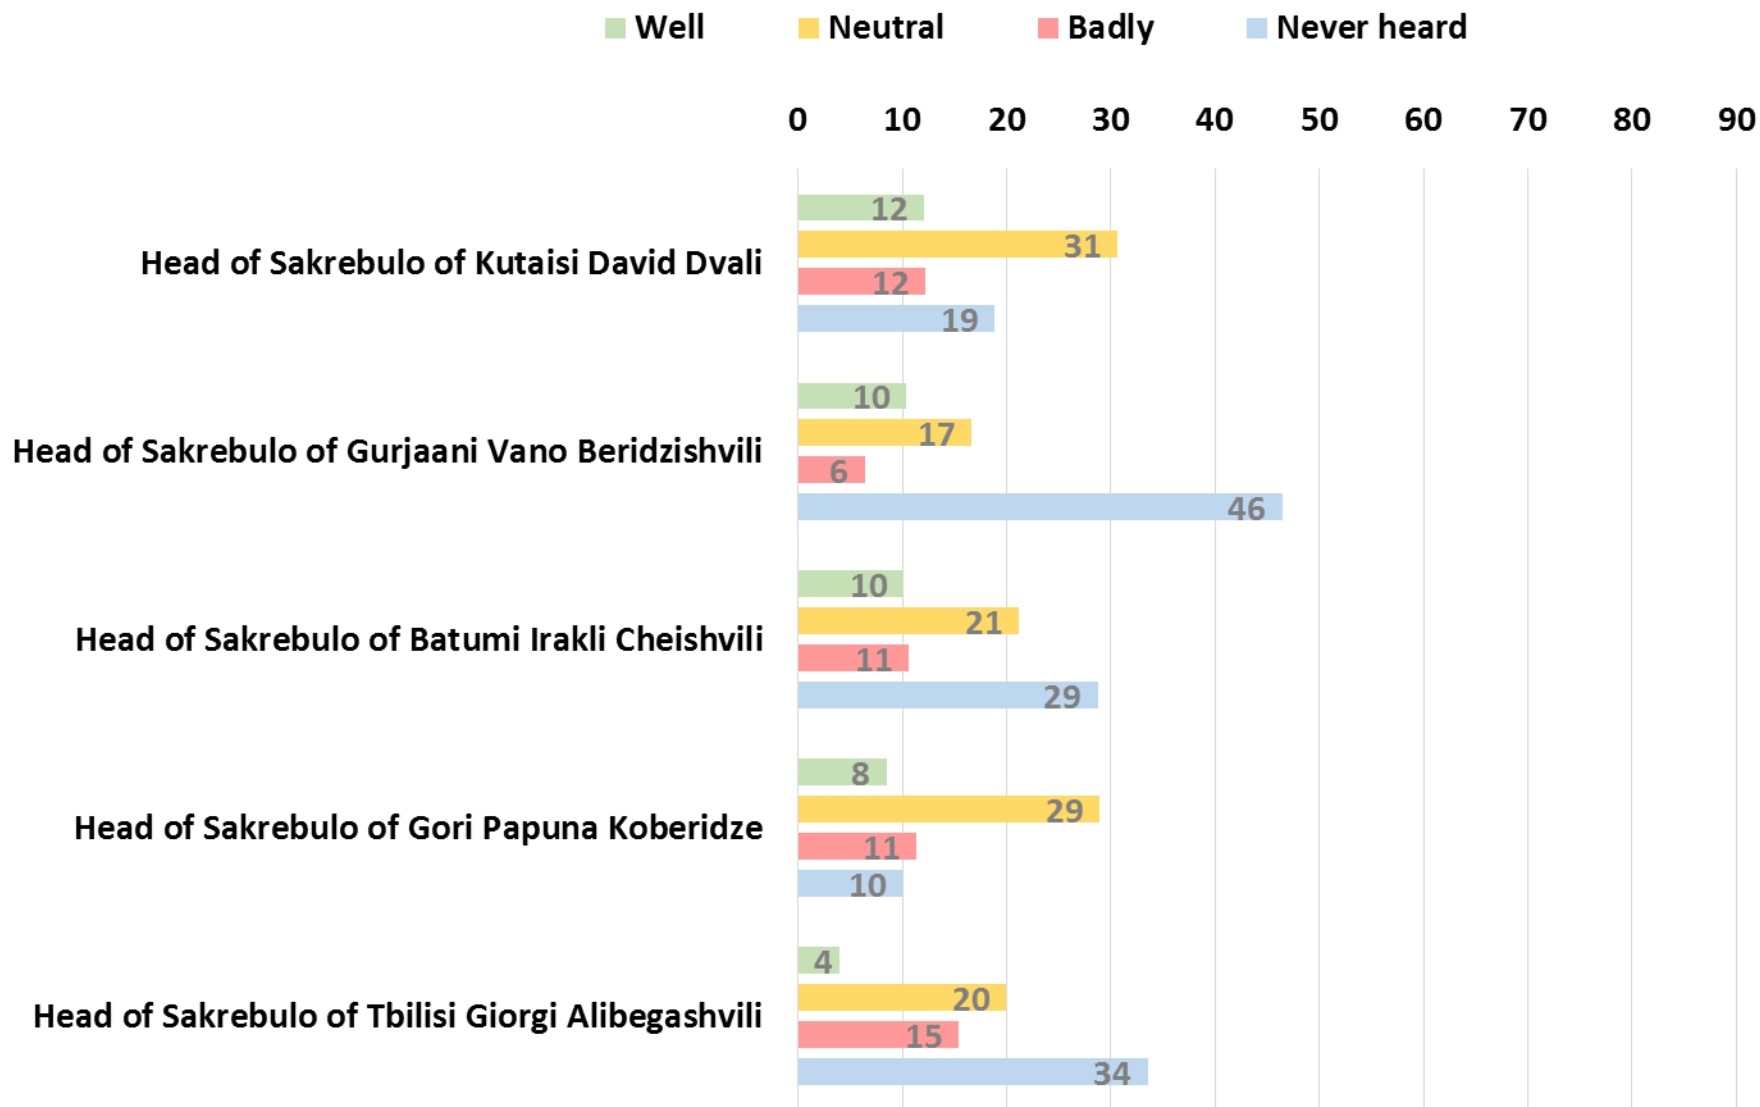 Well Neutral Badly Never heard
0 10 20 30 40 50 60 70 80 90
Head of Sakrebulo of Kutaisi David Dvali
12
31
12
19
Head of Sakrebulo of Gurjaani Vano Beridzishvili
10
17
6
46
Head of Sakrebulo of Batumi Irakli Cheishvili
10
21
11
29
Head of Sakrebulo of Gori Papuna Koberidze
8
29
11
10
Head of Sakrebulo of Tbilisi Giorgi Alibegashvili
4
20
15
34